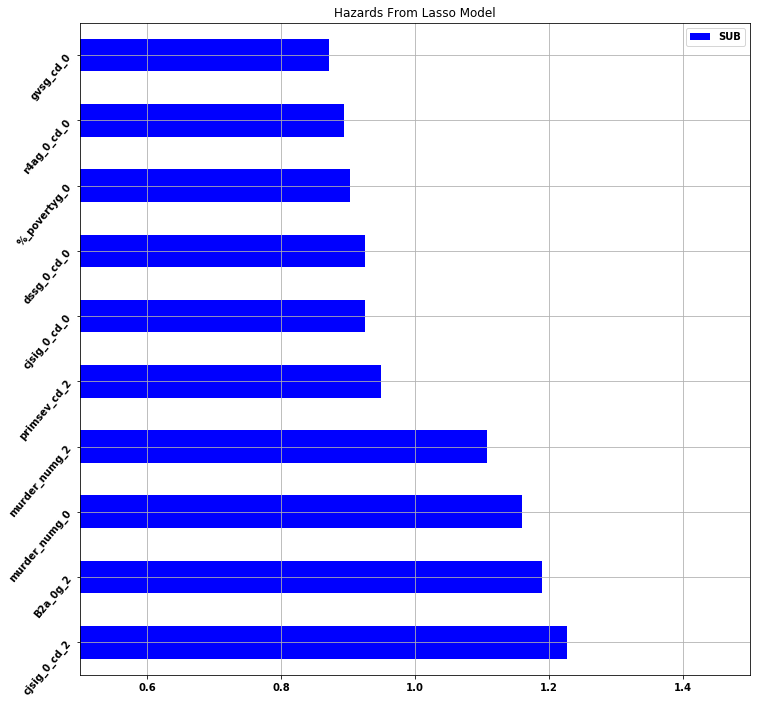 Hazards From Lasso Model
SUB
gvsg_cd_0
r4ag_0_cd_0
%_povertyg_0
dssg_0_cd_0
cjsig_0_cd_0
primsev_cd_2
murder_numg_2
murder_numg_0
B2a_0g_2
cjsig_0_cd_2
0.6 0.8 1.0 1.2 1.4